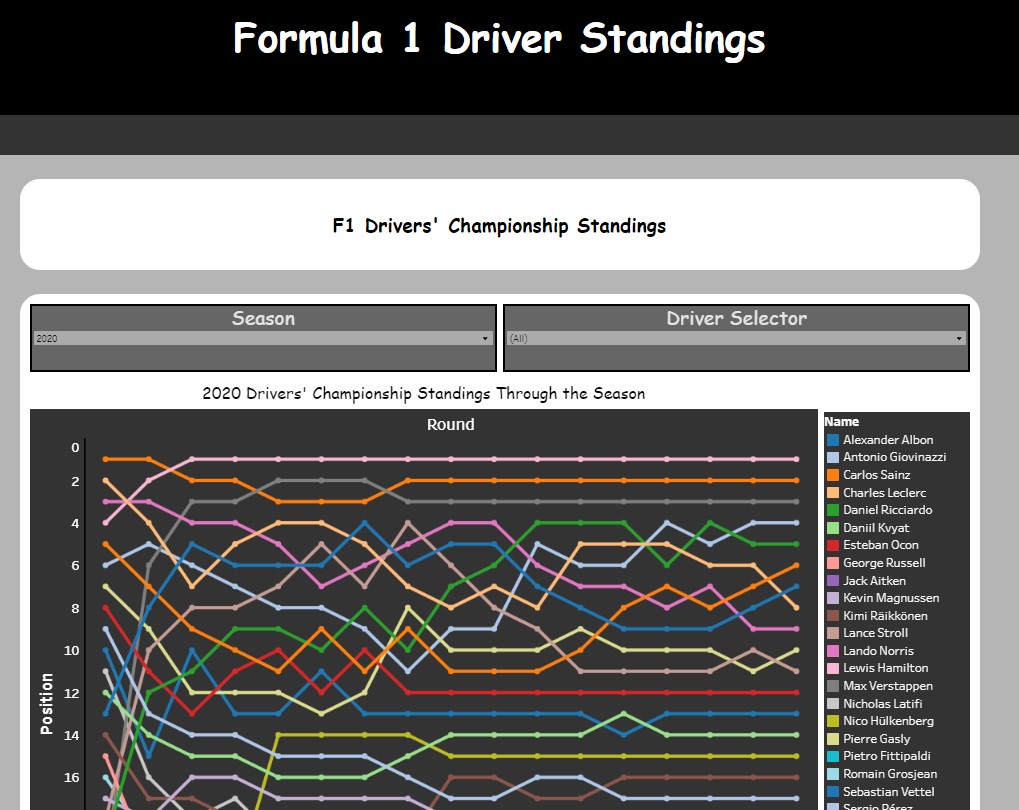 Formula 1 Driver Standings
F1 Drivers' Championship Standings
Season
2020
Driver Selector
(All)
2020 Drivers' Championship Standings Through the Season
Round
Position
0
2
4
6
8
10
12
14
16
Name
Alexander Albon
Antonio Giovinazzi
Carlos Sainz
Charles Leclerc
Daniel Ricciardo
Daniil Kvyat
Esteban Ocon
George Russell
Jack Aitken
Kevin Magnussen
Kimi Räikkönen
Lance Stroll
Lando Norris
Lewis Hamilton
Max Verstappen
Nicholas Latifi
Nico Hülkenberg
Pierre Gasly
Pietro Fittipaldi
Romain Grosjean
Sebastian Vettel
Sergio Pérez